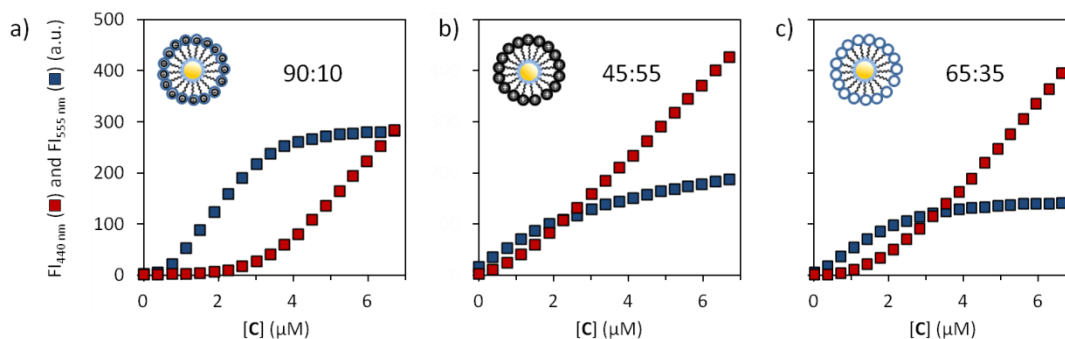 a)
b)
c)
90:10
45:55
65:35
FI440 nm (■) and FI555 nm (■) (a.u.)
500
400
300
200
100
0
0 2 4 6
0 2 4 6
0 2 4 6
[C] (μM)
[C] (μM)
[C] (μM)